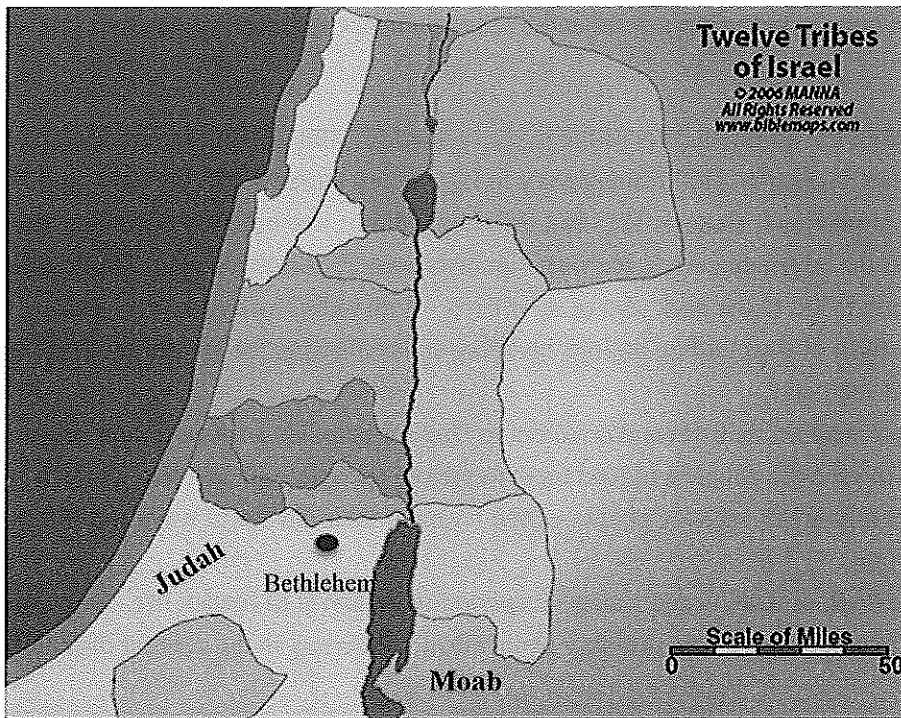 Twelve Tribes
of Israel
© 2006 MANNA
All Rights Reserved
www.biblemaps.com
Judah
Bethlehem
Scale of Miles
0 50
Moab